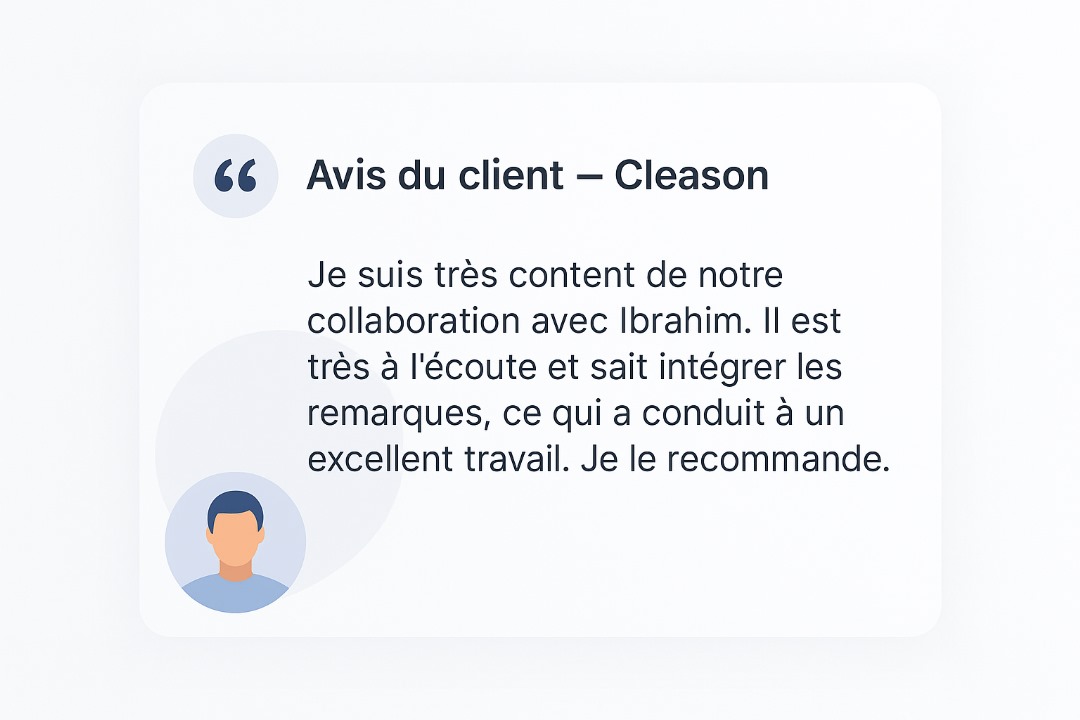 Avis du client – Cleason
Je suis très content de notre
collaboration avec Ibrahim. Il est
très à l'écoute et sait intégrer les
remarques, ce qui a conduit à un
excellent travail. Je le recommande.